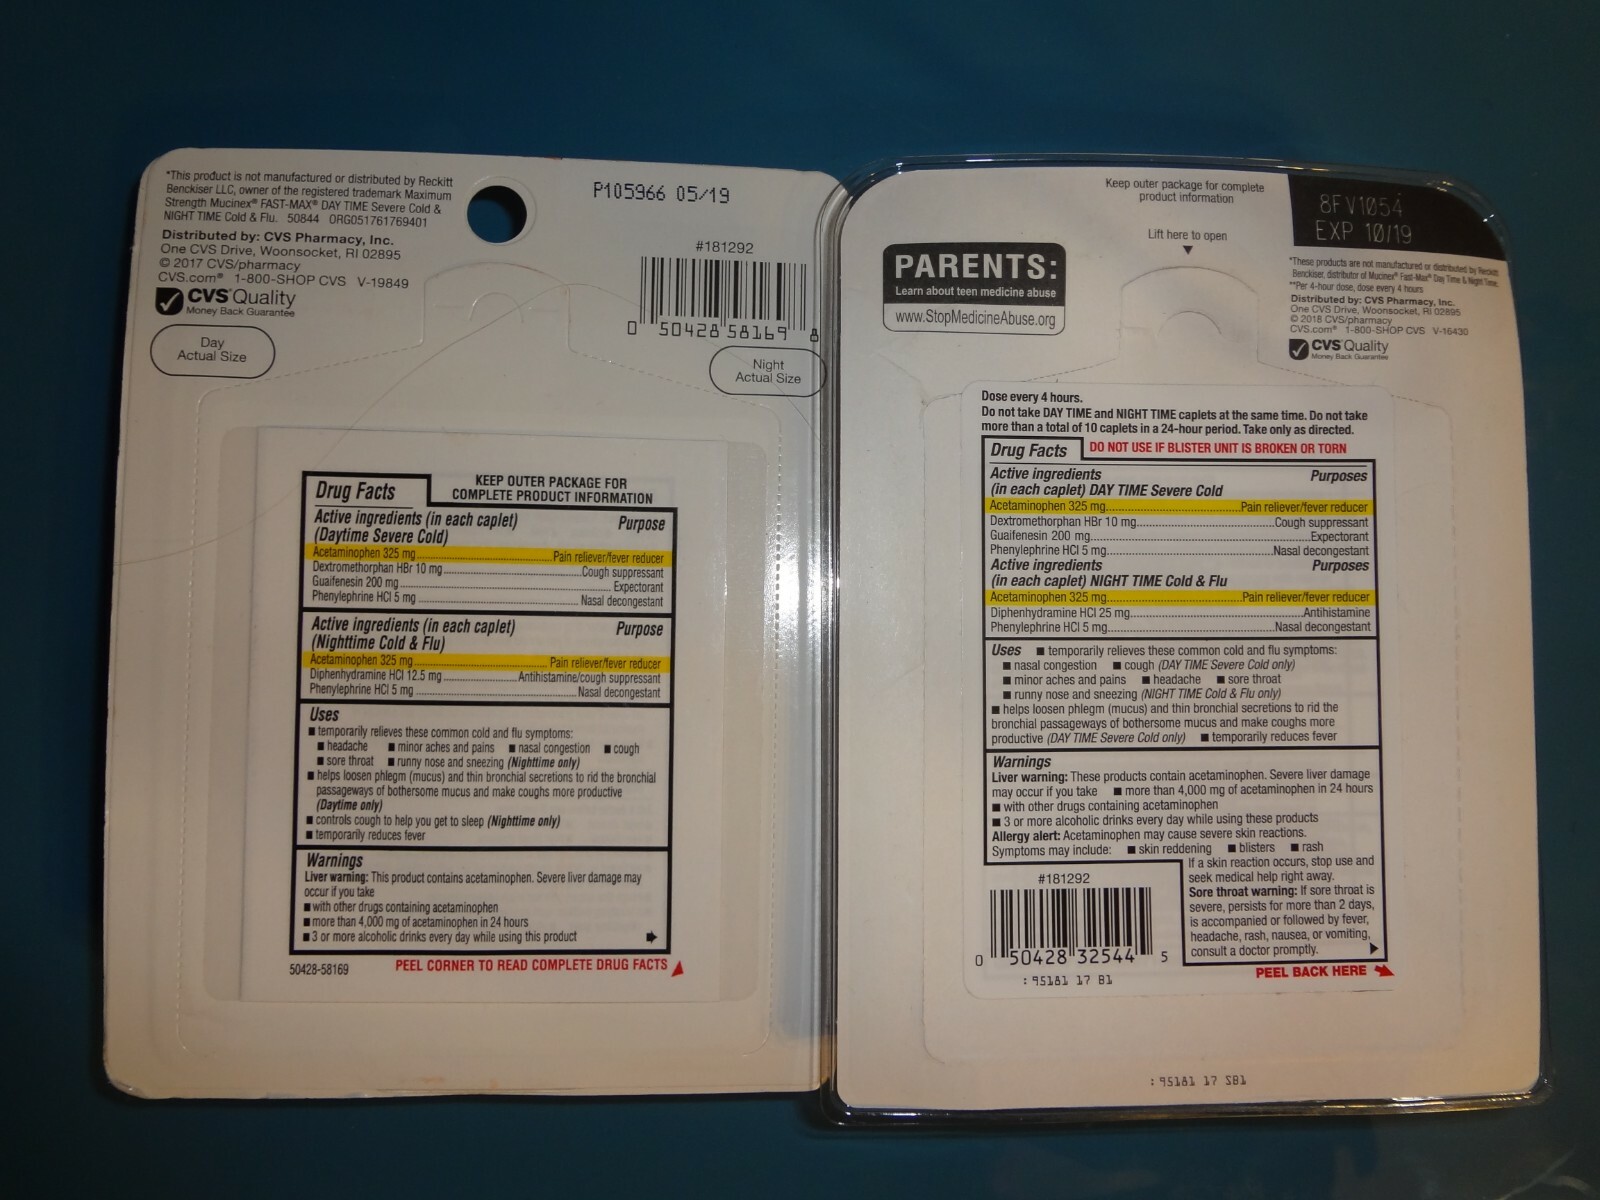 *This product is not manufactured or distributed by Reckitt
Benckiser LLC, owner of the registered trademark Maximum
Strength Mucinex® FAST-MAX® DAY TIME Severe Cold &
NIGHT TIME Cold & Flu. 50844 ORG051761769401
Distributed by: CVS Pharmacy, Inc.
One CVS Drive, Woonsocket, RI 02895
© 2017 CVS/pharmacy
CVS.com® 1-800-SHOP CVS V-19849
CVS Quality
Money Back Guarantee
Day
Actual Size
P105966 05/19
#181292
0 50428 58169 8
Night
Actual Size
Drug Facts
KEEP OUTER PACKAGE FOR
COMPLETE PRODUCT INFORMATION
Active ingredients (in each caplet) Purpose
(Daytime Severe Cold)
Acetaminophen 325 mg Pain reliever/fever reducer
Dextromethorphan HBr 10 mg Cough suppressant
Guaifenesin 200 mg Expectorant
Phenylephrine HCl 5 mg Nasal decongestant
Active ingredients (in each caplet) Purpose
(Nighttime Cold & Flu)
Acetaminophen 325 mg Pain reliever/fever reducer
Diphenhydramine HCl 12.5 mg Antihistamine/cough suppressant
Phenylephrine HCl 5 mg Nasal decongestant
Uses
■ temporarily relieves these common cold and flu symptoms:
■ headache ■ minor aches and pains ■ nasal congestion ■ cough
■ sore throat ■ runny nose and sneezing (Nighttime only)
■ helps loosen phlegm (mucus) and thin bronchial secretions to rid the bronchial
passageways of bothersome mucus and make coughs more productive
(Daytime only)
■ controls cough to help you get to sleep (Nighttime only)
■ temporarily reduces fever
Warnings
Liver warning: This product contains acetaminophen. Severe liver damage may
occur if you take
■ with other drugs containing acetaminophen
■ more than 4,000 mg of acetaminophen in 24 hours
■ 3 or more alcoholic drinks every day while using this product
50428-58169
PEEL CORNER TO READ COMPLETE DRUG FACTS
PARENTS:
Learn about teen medicine abuse
www.StopMedicineAbuse.org
Keep outer package for complete
product information
Lift here to open
8FV1054
EXP 10/19
*These products are not manufactured or distributed by Reckitt
Benckiser, distributor of Mucinex® Fast-Max® Day Time & Night Time.
**Per 4-hour dose, dose every 4 hours
Distributed by: CVS Pharmacy, Inc.
One CVS Drive, Woonsocket, RI 02895
© 2018 CVS/pharmacy
CVS.com® 1-800-SHOP CVS V-16430
CVS Quality
Money Back Guarantee
Dose every 4 hours.
Do not take DAY TIME and NIGHT TIME caplets at the same time. Do not take
more than a total of 10 caplets in a 24-hour period. Take only as directed.
Drug Facts
DO NOT USE IF BLISTER UNIT IS BROKEN OR TORN
Active ingredients Purposes
(in each caplet) DAY TIME Severe Cold
Acetaminophen 325 mg Pain reliever/fever reducer
Dextromethorphan HBr 10 mg Cough suppressant
Guaifenesin 200 mg Expectorant
Phenylephrine HCl 5 mg Nasal decongestant
Active ingredients Purposes
(in each caplet) NIGHT TIME Cold & Flu
Acetaminophen 325 mg Pain reliever/fever reducer
Diphenhydramine HCl 25 mg Antihistamine
Phenylephrine HCl 5 mg Nasal decongestant
Uses ■ temporarily relieves these common cold and flu symptoms:
■ nasal congestion ■ cough (DAY TIME Severe Cold only)
■ minor aches and pains ■ headache ■ sore throat
■ runny nose and sneezing (NIGHT TIME Cold & Flu only)
■ helps loosen phlegm (mucus) and thin bronchial secretions to rid the
bronchial passageways of bothersome mucus and make coughs more
productive (DAY TIME Severe Cold only) ■ temporarily reduces fever
Warnings
Liver warning: These products contain acetaminophen. Severe liver damage
may occur if you take ■ more than 4,000 mg of acetaminophen in 24 hours
■ with other drugs containing acetaminophen
■ 3 or more alcoholic drinks every day while using these products
Allergy alert: Acetaminophen may cause severe skin reactions.
Symptoms may include: ■ skin reddening ■ blisters ■ rash
If a skin reaction occurs, stop use and
seek medical help right away.
Sore throat warning: If sore throat is
severe, persists for more than 2 days,
is accompanied or followed by fever,
headache, rash, nausea, or vomiting,
consult a doctor promptly.
#181292
0 50428 32544 5
: 95181 17 B1
PEEL BACK HERE
: 95181 17 SB1